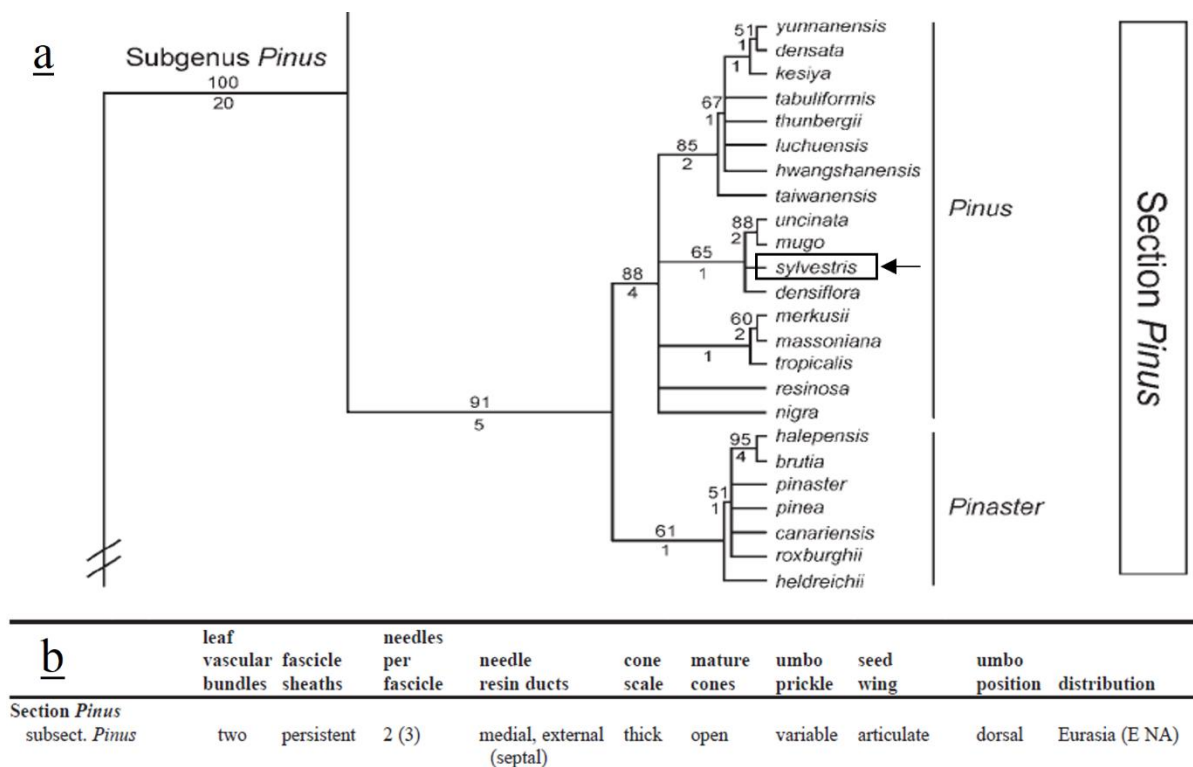 a
Subgenus Pinus
100
20
91
5
88
4
85
2
67
1
51
1
1
yunnanensis
densata
kesiya
tabuliformis
thunbergii
luchuensis
hwangshanensis
taiwanensis
65
1
88
2
uncinata
mugo
sylvestris
densiflora
1
60
2
merkusii
massoniana
tropicalis
resinosa
nigra
Pinus
61
1
51
1
95
4
halepensis
brutia
pinaster
pinea
canariensis
roxburghii
heldreichii
Pinaster
Section Pinus
b
leaf vascular bundles
fascicle sheaths
needles per fascicle
needle resin ducts
cone scale
mature cones
umbo prickle
seed wing
umbo position
distribution
Section Pinus
subsect. Pinus two persistent 2 (3) medial, external thick open variable articulate dorsal Eurasia (E NA)
(septal)